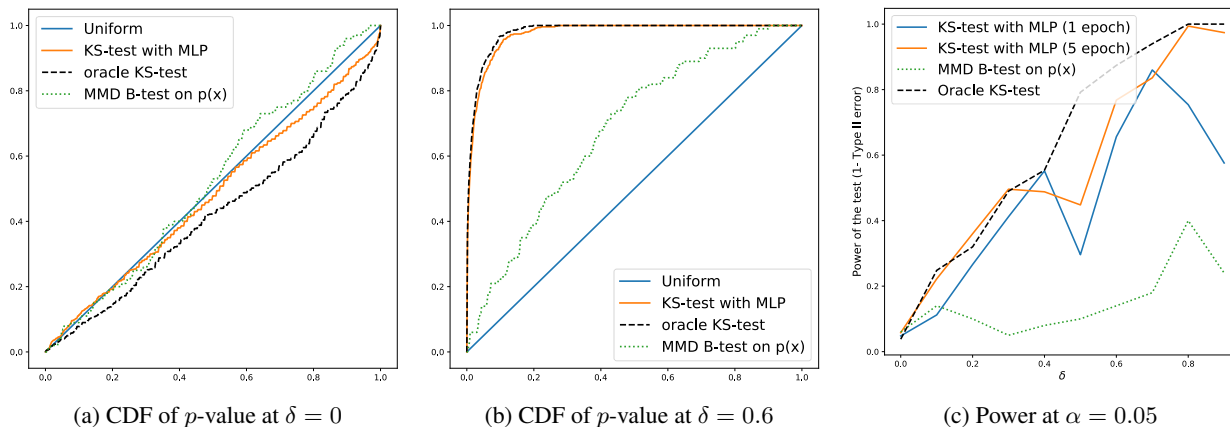 Uniform
KS-test with MLP
oracle KS-test
MMD B-test on p(x)
1.0
0.8
0.6
0.4
0.2
0.0
0.0 0.2 0.4 0.6 0.8 1.0
(a) CDF of p-value at δ = 0
1.0
0.8
0.6
0.4
0.2
0.0
Uniform
KS-test with MLP
oracle KS-test
MMD B-test on p(x)
0.0 0.2 0.4 0.6 0.8 1.0
(b) CDF of p-value at δ = 0.6
Power of the test (1- Type II error)
KS-test with MLP (1 epoch)
KS-test with MLP (5 epoch)
MMD B-test on p(x)
Oracle KS-test
1.0
0.8
0.6
0.4
0.2
0.0
0.0 0.2 0.4 0.6 0.8
δ
(c) Power at α = 0.05